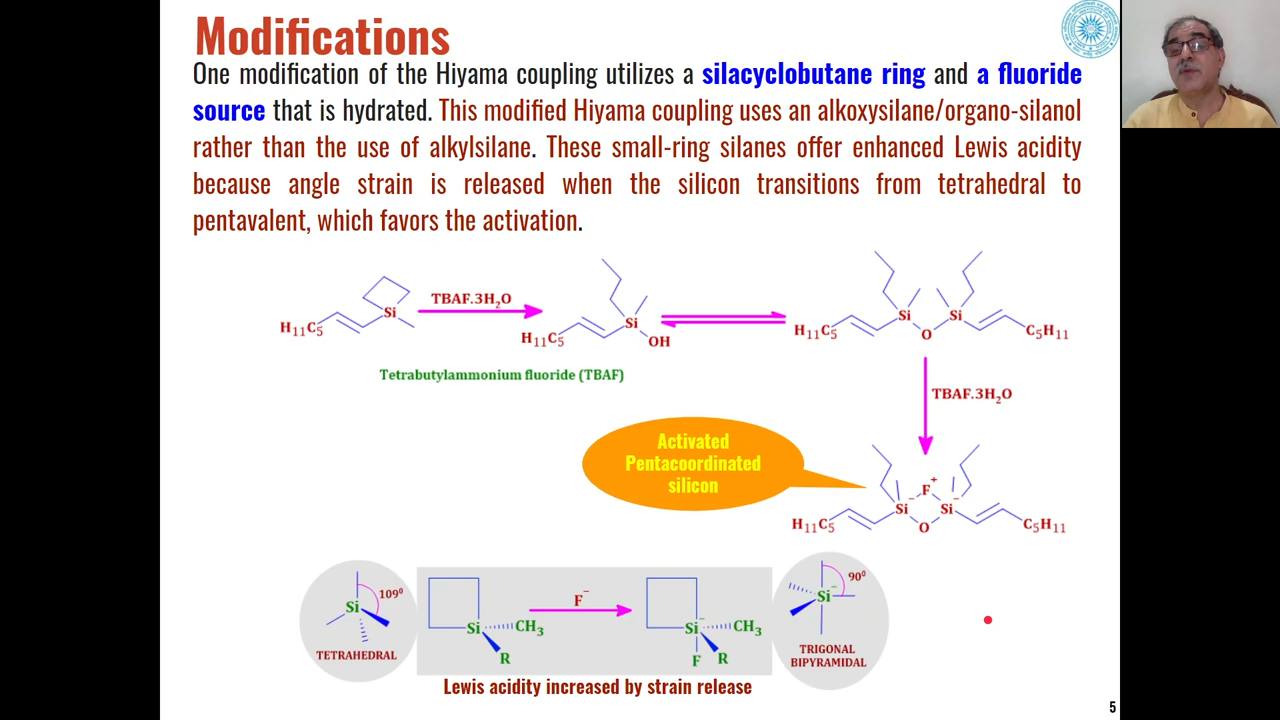 Modifications
One modification of the Hiyama coupling utilizes a silacyclobutane ring and a fluoride
source that is hydrated. This modified Hiyama coupling uses an alkoxysilane/organo-silanol
rather than the use of alkylsilane. These small-ring silanes offer enhanced Lewis acidity
because angle strain is released when the silicon transitions from tetrahedral to
pentavalent, which favors the activation.
H₁₁C₅ Si
TBAF.3H₂O
H₁₁C₅ Si OH
H₁₁C₅ Si O Si C₅H₁₁
Tetrabutylammonium fluoride (TBAF)
TBAF.3H₂O
Activated
Pentacoordinated
silicon
H₁₁C₅ Si⁻ F⁺ O Si⁻ C₅H₁₁
Si 109⁰
TETRAHEDRAL
Si CH₃ R
F⁻
Si⁻ CH₃ F R
Si⁻ 90⁰
TRIGONAL
BIPYRAMIDAL
Lewis acidity increased by strain release
5